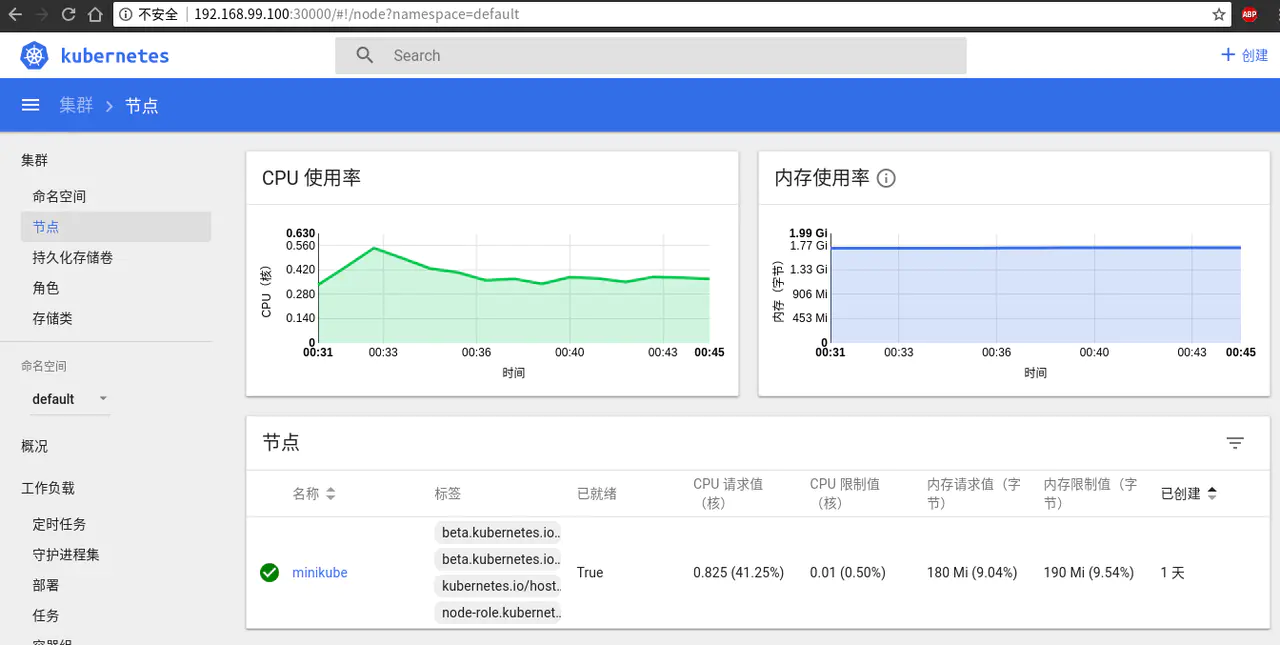 不安全
192.168.99.100:30000/#!/node?namespace=default
ABP
kubernetes
Search
+ 创建
集群 > 节点
集群
命名空间
节点
持久化存储卷
角色
存储类
命名空间
default
概况
工作负载
定时任务
守护进程集
部署
任务
容器组
CPU 使用率
CPU（核）
0.630
0.560
0.420
0.280
0.140
0
00:31
00:33
00:36
00:40
00:43
00:45
时间
内存使用率
内存（字节）
1.99 Gi
1.77 Gi
1.33 Gi
906 Mi
453 Mi
0
00:31
00:33
00:36
00:40
00:43
00:45
时间
节点
名称
标签
已就绪
CPU 请求值（核）
CPU 限制值（核）
内存请求值（字节）
内存限制值（字节）
已创建
minikube
beta.kubernetes.io..
beta.kubernetes.io..
kubernetes.io/host..
node-role.kubernet..
True
0.825 (41.25%)
0.01 (0.50%)
180 Mi (9.04%)
190 Mi (9.54%)
1 天